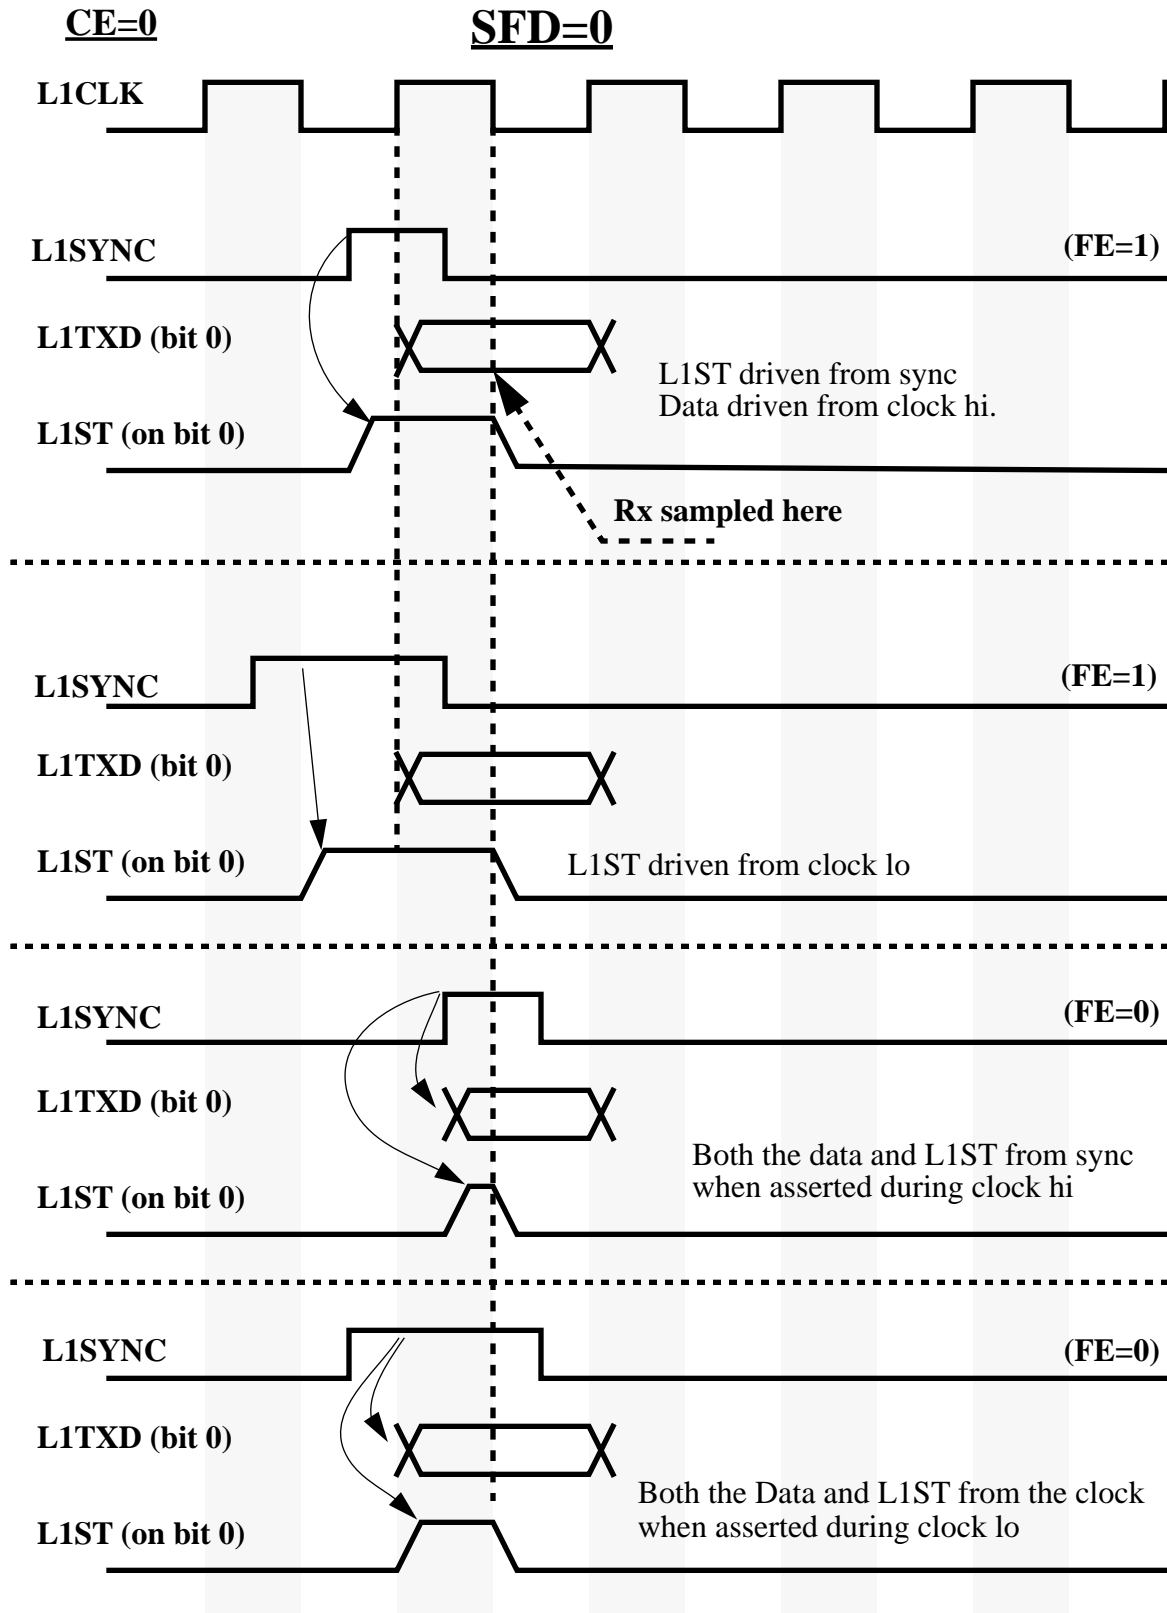 CE=0
SFD=0
L1CLK
L1SYNC
(FE=1)
L1TXD (bit 0)
L1ST driven from sync
Data driven from clock hi.
L1ST (on bit 0)
Rx sampled here
L1SYNC
(FE=1)
L1TXD (bit 0)
L1ST (on bit 0)
L1ST driven from clock lo
L1SYNC
(FE=0)
L1TXD (bit 0)
Both the data and L1ST from sync
when asserted during clock hi
L1ST (on bit 0)
L1SYNC
(FE=0)
L1TXD (bit 0)
Both the Data and L1ST from the clock
when asserted during clock lo
L1ST (on bit 0)